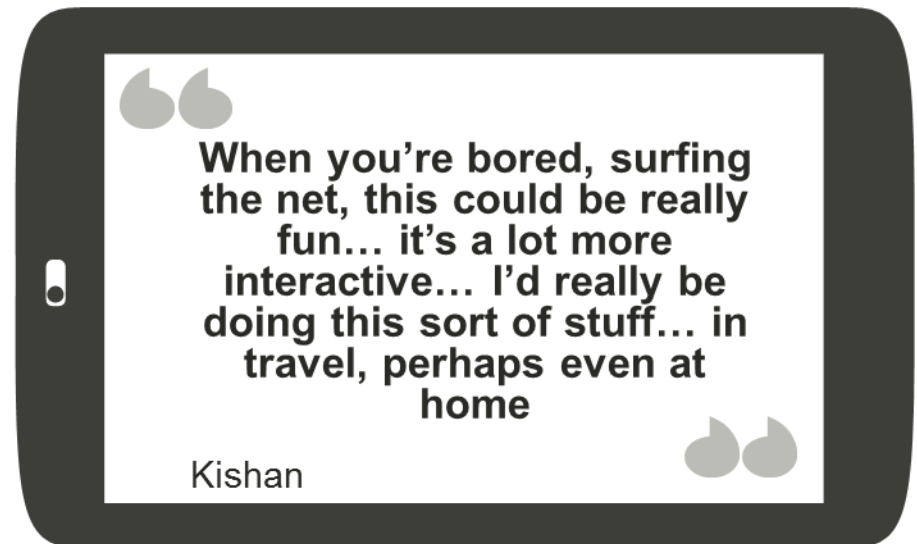 When you’re bored, surfing
the net, this could be really
fun… it’s a lot more
interactive… I’d really be
doing this sort of stuff… in
travel, perhaps even at
home
Kishan